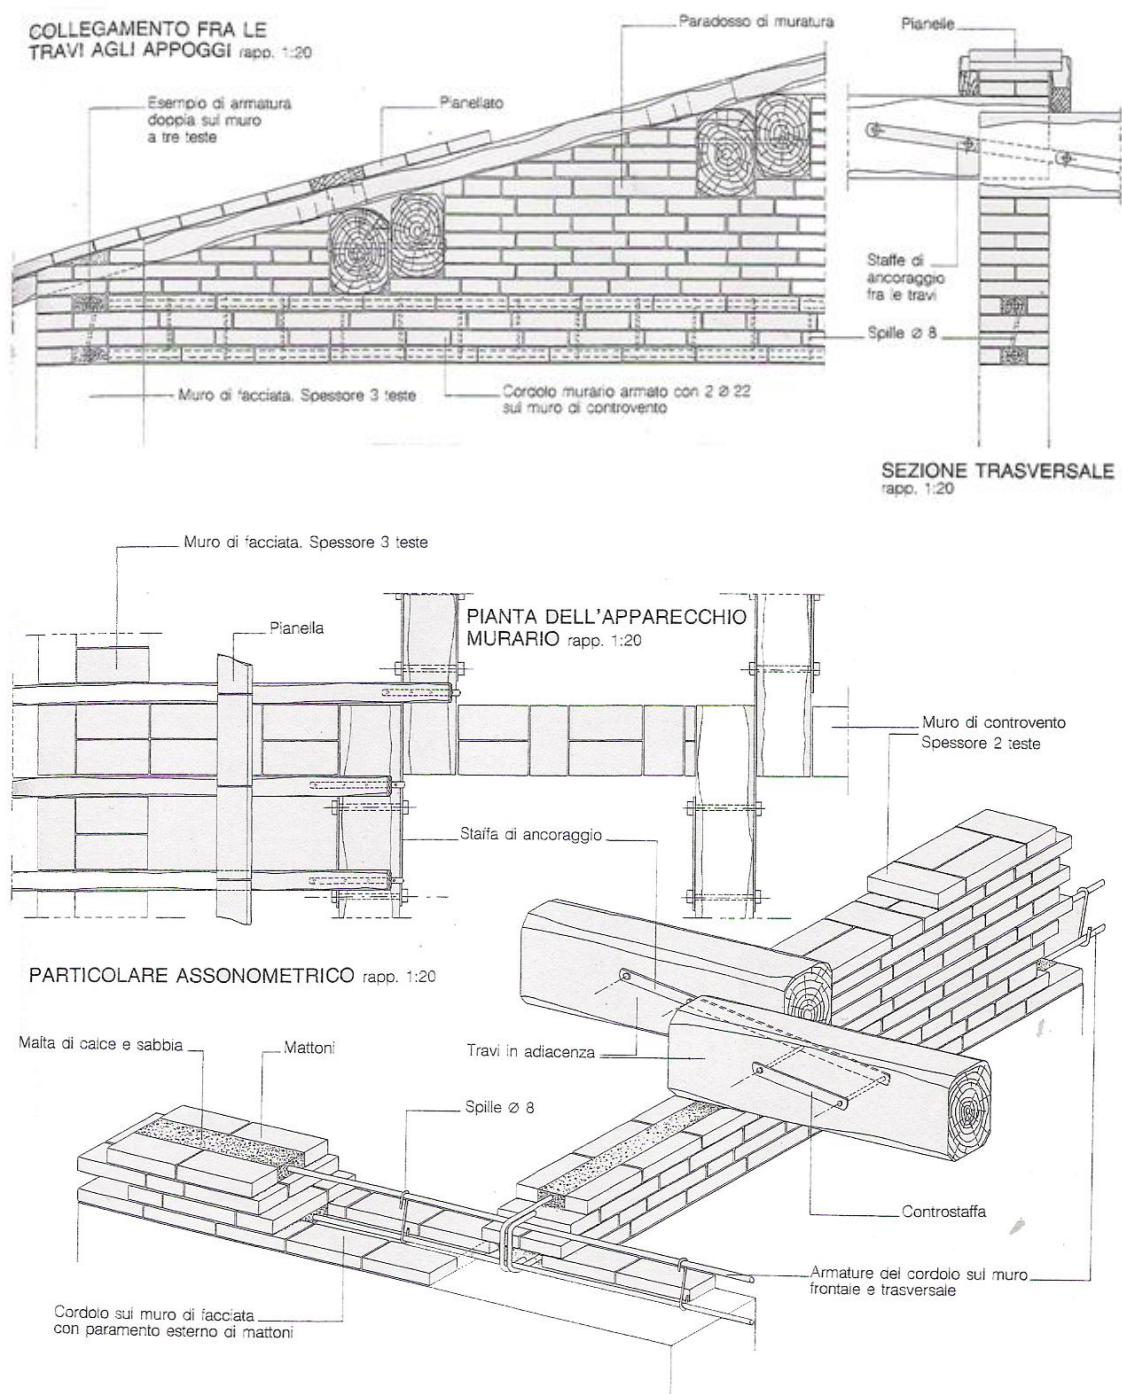 COLLEGAMENTO FRA LE
TRAVI AGLI APPOGGI rapp. 1:20
Paradosso di muratura
Pianelle
Esempio di armatura
doppia sul muro
a tre teste
Pianellato
Staffe di
ancoraggio
fra le travi
Spille Ø 8
Muro di facciata. Spessore 3 teste
Cordolo murario armato con 2 Ø 22
sul muro di controvento
SEZIONE TRASVERSALE
rapp. 1:20
Muro di facciata. Spessore 3 teste
Pianella
PIANTA DELL'APPARECCHIO
MURARIO rapp. 1:20
Muro di controvento
Spessore 2 teste
Staffa di ancoraggio
PARTICOLARE ASSONOMETRICO rapp. 1:20
Malta di calce e sabbia
Mattoni
Travi in adiacenza
Spille Ø 8
Controstaffa
Armature del cordolo sul muro
frontale e trasversale
Cordolo sul muro di facciata
con paramento esterno di mattoni